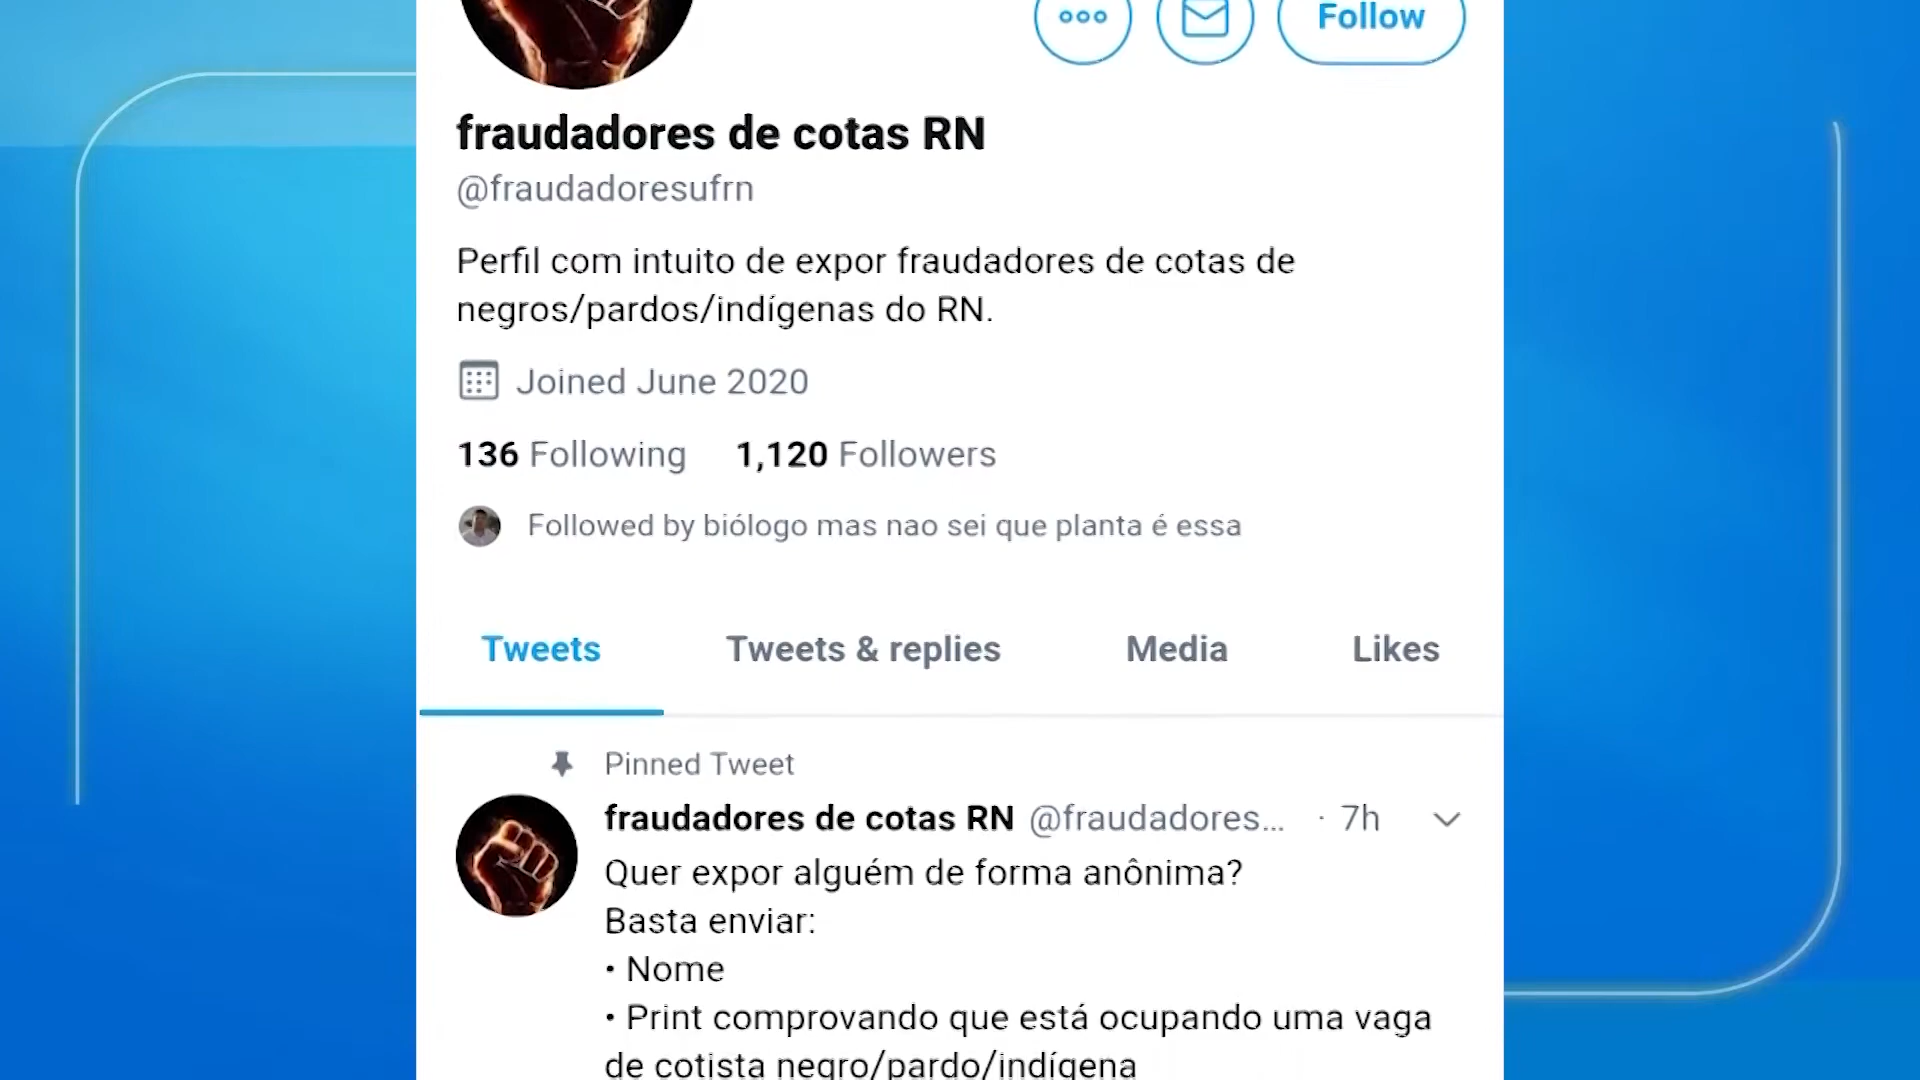 Follow
fraudadores de cotas RN
@fraudadoresufrn
Perfil com intuito de expor fraudadores de cotas de
negros/pardos/indígenas do RN.
Joined June 2020
136 Following 1,120 Followers
Followed by biólogo mas nao sei que planta é essa
Tweets Tweets & replies Media Likes
Pinned Tweet
fraudadores de cotas RN @fraudadores... · 7h
Quer expor alguém de forma anônima?
Basta enviar:
• Nome
• Print comprovando que está ocupando uma vaga
de cotista negro/pardo/indígena